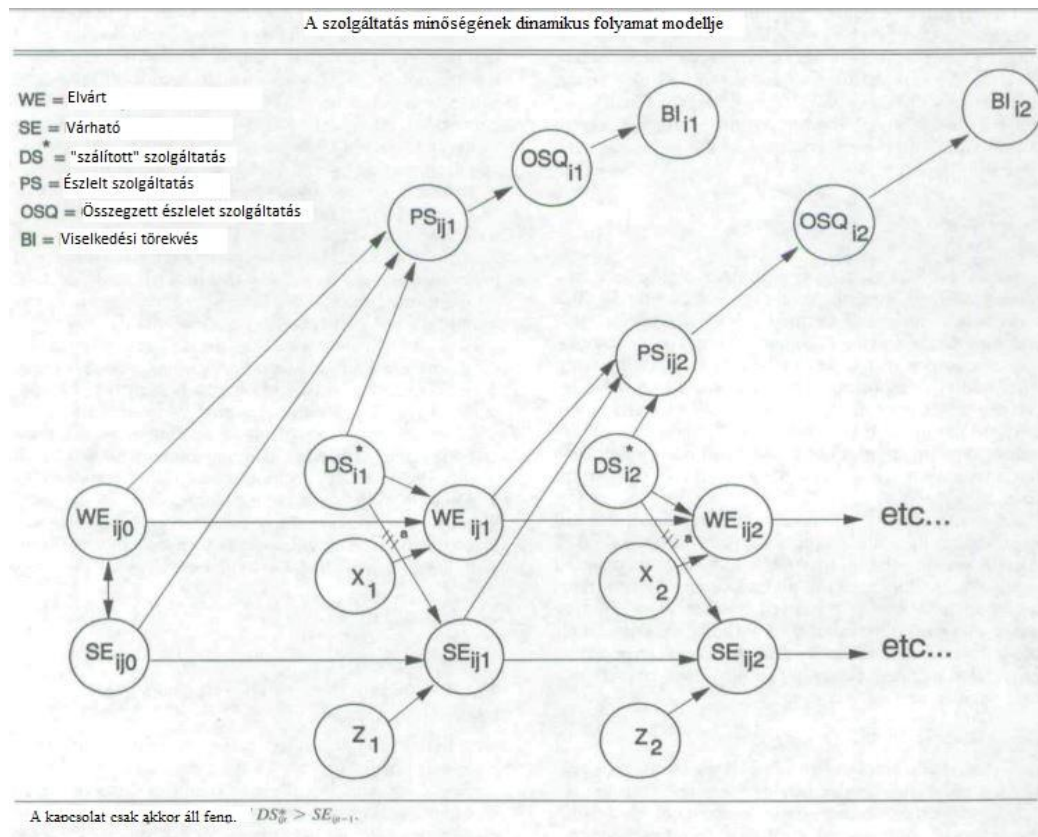 A szolgáltatás minőségének dinamikus folyamat modellje
WE = Elvárt
SE = Várható
DS* = "szálított" szolgáltatás
PS = Észlelt szolgáltatás
OSQ = Összegzett észlelet szolgáltatás
BI = Viselkedési törekvés
BI i1
BI i2
OSQ i1
PS ij1
OSQ i2
PS ij2
DS* i1
DS* i2
WE ij0
WE ij1
WE ij2
etc...
a
a
X 1
X 2
SE ij0
SE ij1
SE ij2
etc...
Z 1
Z 2
A kapcsolat csak akkor áll fenn, DS* > SE